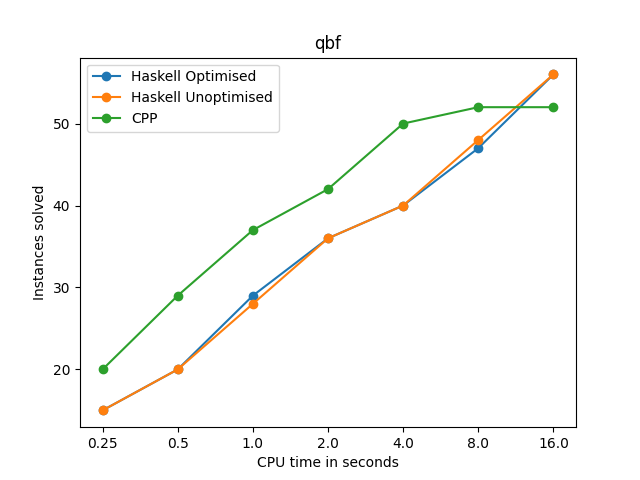 qbf
Haskell Optimised
Haskell Unoptimised
CPP
Instances solved
50
40
30
20
0.25 0.5 1.0 2.0 4.0 8.0 16.0
CPU time in seconds